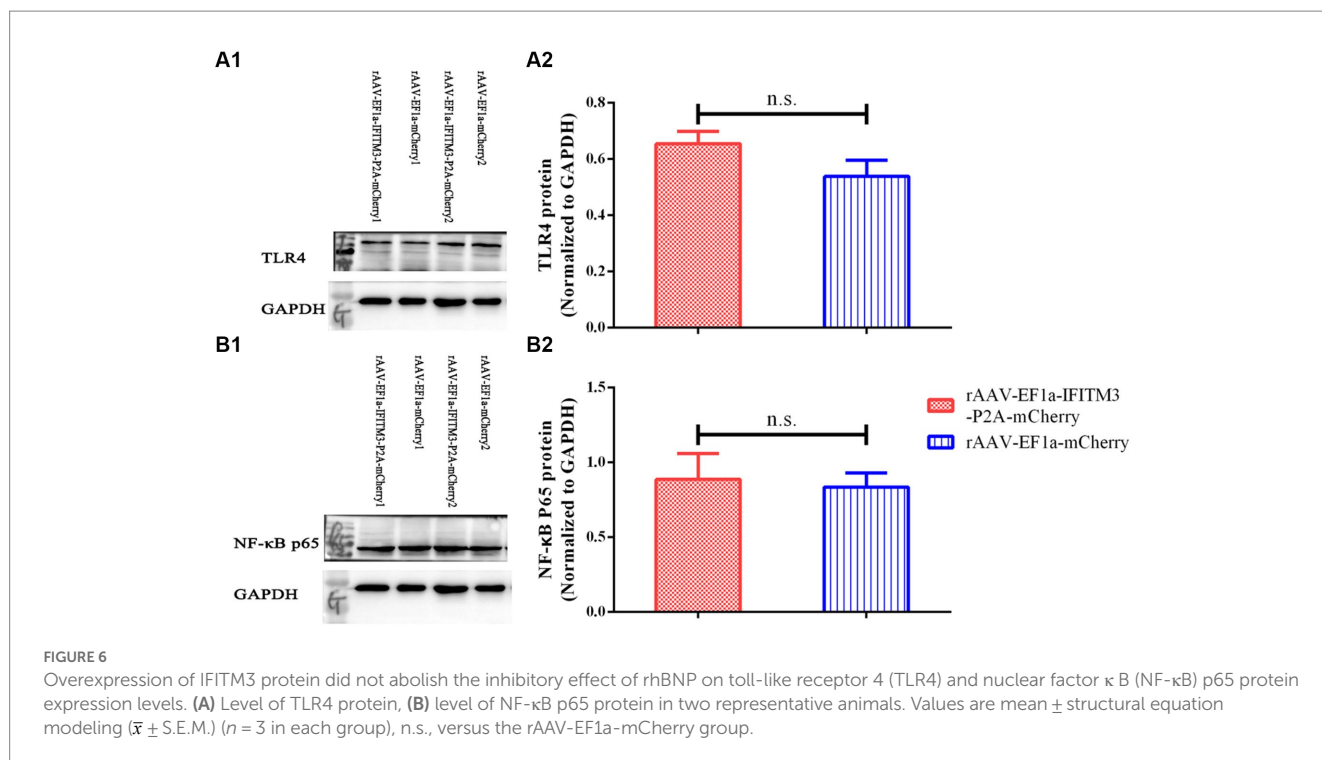 A1
rAAV-EF1a-IFITM3-P2A-mCherry1
rAAV-EF1a-mCherry1
rAAV-EF1a-IFITM3-P2A-mCherry2
rAAV-EF1a-mCherry2
TLR4
GAPDH
A2
TLR4 protein
(Normalized to GAPDH)
0.8
0.6
0.4
0.2
0.0
n.s.
B1
rAAV-EF1a-IFITM3-P2A-mCherry1
rAAV-EF1a-mCherry1
rAAV-EF1a-IFITM3-P2A-mCherry2
rAAV-EF1a-mCherry2
NF-κB p65
GAPDH
B2
NF-κB P65 protein
(Normalized to GAPDH)
1.5
1.0
0.5
0.0
n.s.
rAAV-EF1a-IFITM3
-P2A-mCherry
rAAV-EF1a-mCherry
FIGURE 6
Overexpression of IFITM3 protein did not abolish the inhibitory effect of rhBNP on toll-like receptor 4 (TLR4) and nuclear factor κ B (NF-κB) p65 protein
expression levels. (A) Level of TLR4 protein, (B) level of NF-κB p65 protein in two representative animals. Values are mean ± structural equation
modeling (x̅ ± S.E.M.) (n = 3 in each group), n.s., versus the rAAV-EF1a-mCherry group.